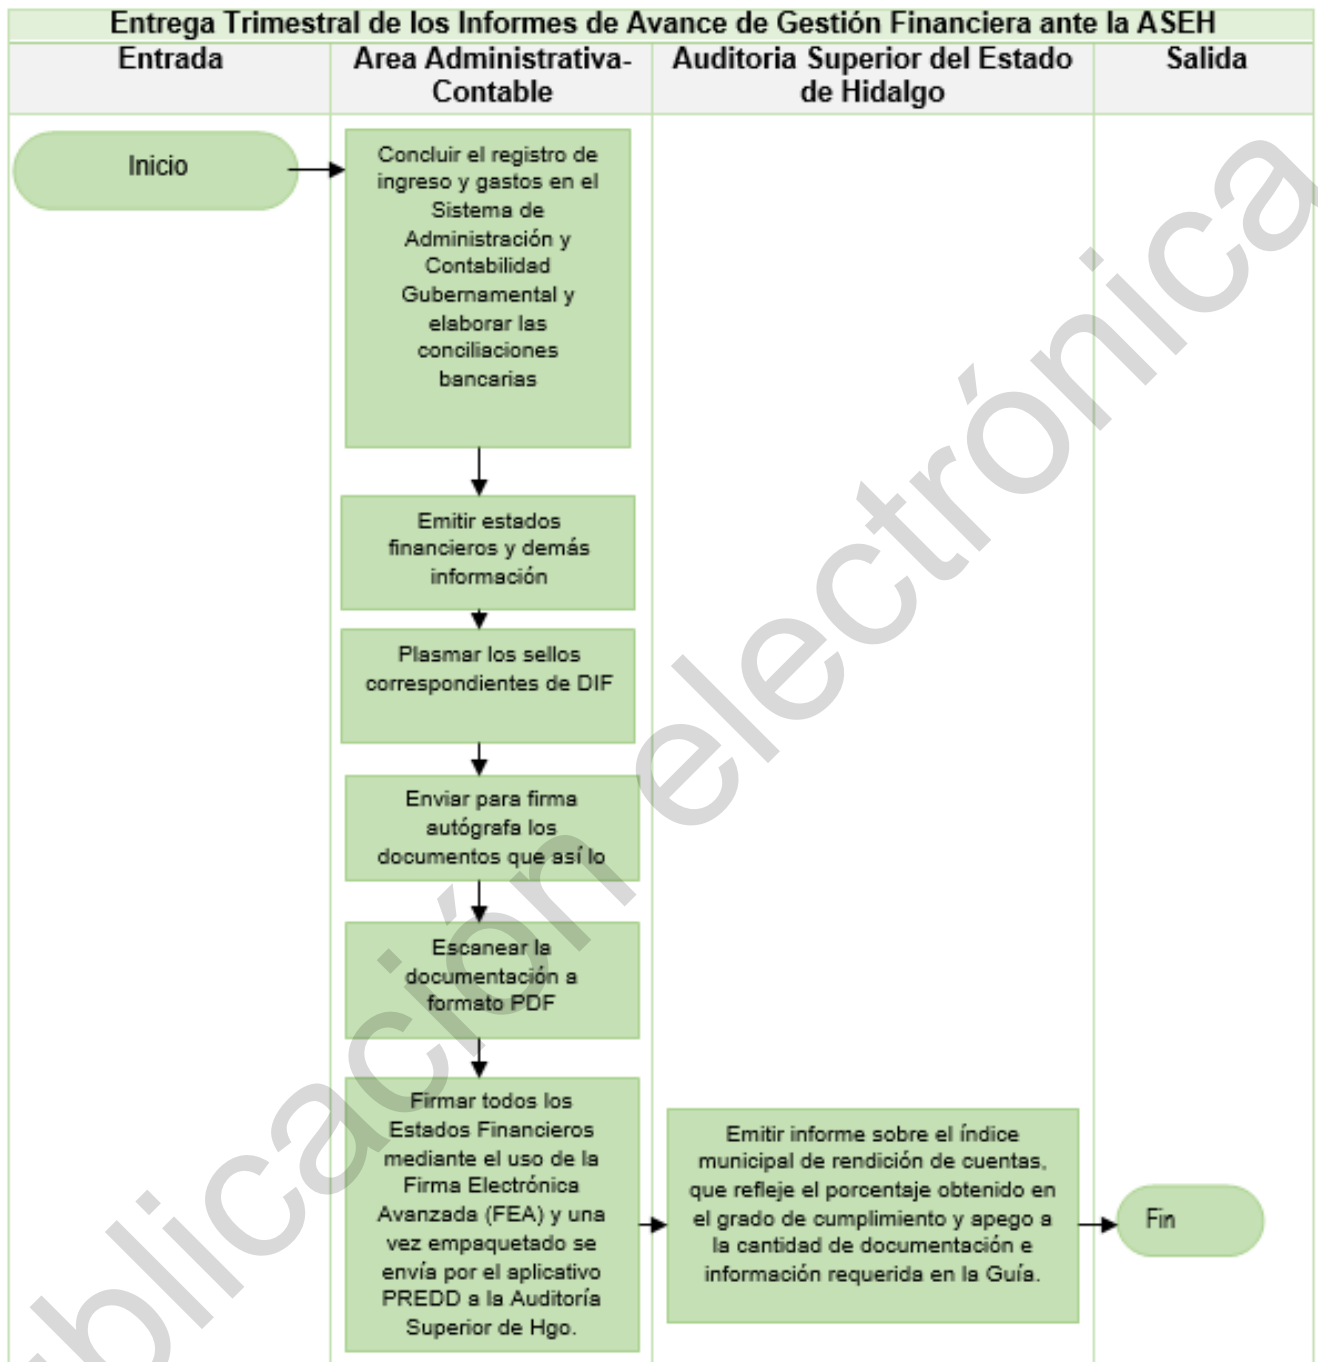 Entrega Trimestral de los Informes de Avance de Gestión Financiera ante la ASEH
Entrada
Area Administrativa-
Contable
Auditoria Superior del Estado
de Hidalgo
Salida
Inicio
Concluir el registro de
ingreso y gastos en el
Sistema de
Administración y
Contabilidad
Gubernamental y
elaborar las
conciliaciones
bancarias
Emitir estados
financieros y demás
información
Plasmar los sellos
correspondientes de DIF
Enviar para firma
autógrafa los
documentos que así lo
Escanear la
documentación a
formato PDF
Firmar todos los
Estados Financieros
mediante el uso de la
Firma Electrónica
Avanzada (FEA) y una
vez empaquetado se
envía por el aplicativo
PREDD a la Auditoría
Superior de Hgo.
Emitir informe sobre el índice
municipal de rendición de cuentas,
que refleje el porcentaje obtenido en
el grado de cumplimiento y apego a
la cantidad de documentación e
información requerida en la Guía.
Fin
ublicación electrónica